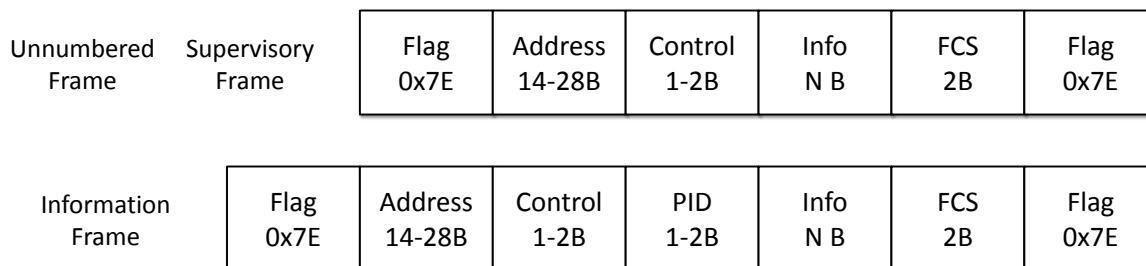 Unnumbered Frame
Supervisory Frame
Flag Address Control Info FCS Flag
0x7E 14-28B 1-2B N B 2B 0x7E
Information Frame
Flag Address Control PID Info FCS Flag
0x7E 14-28B 1-2B 1-2B N B 2B 0x7E